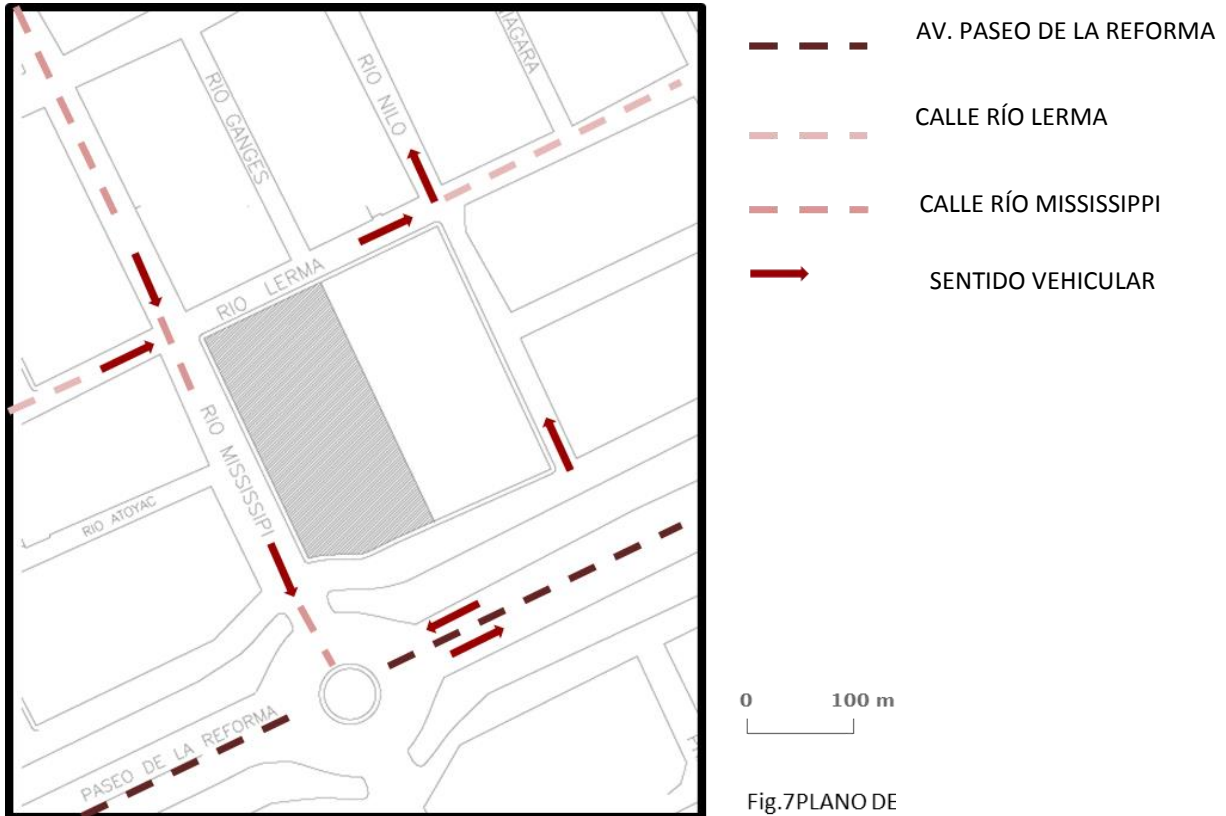 RIO GANGES
RIO NILO
RIO LERMA
RIO MISSISSIPI
RIO ATOYAC
PASEO DE LA REFORMA
AV. PASEO DE LA REFORMA
CALLE RÍO LERMA
CALLE RÍO MISSISSIPPI
SENTIDO VEHICULAR
0 100 m
Fig.7PLANO DE